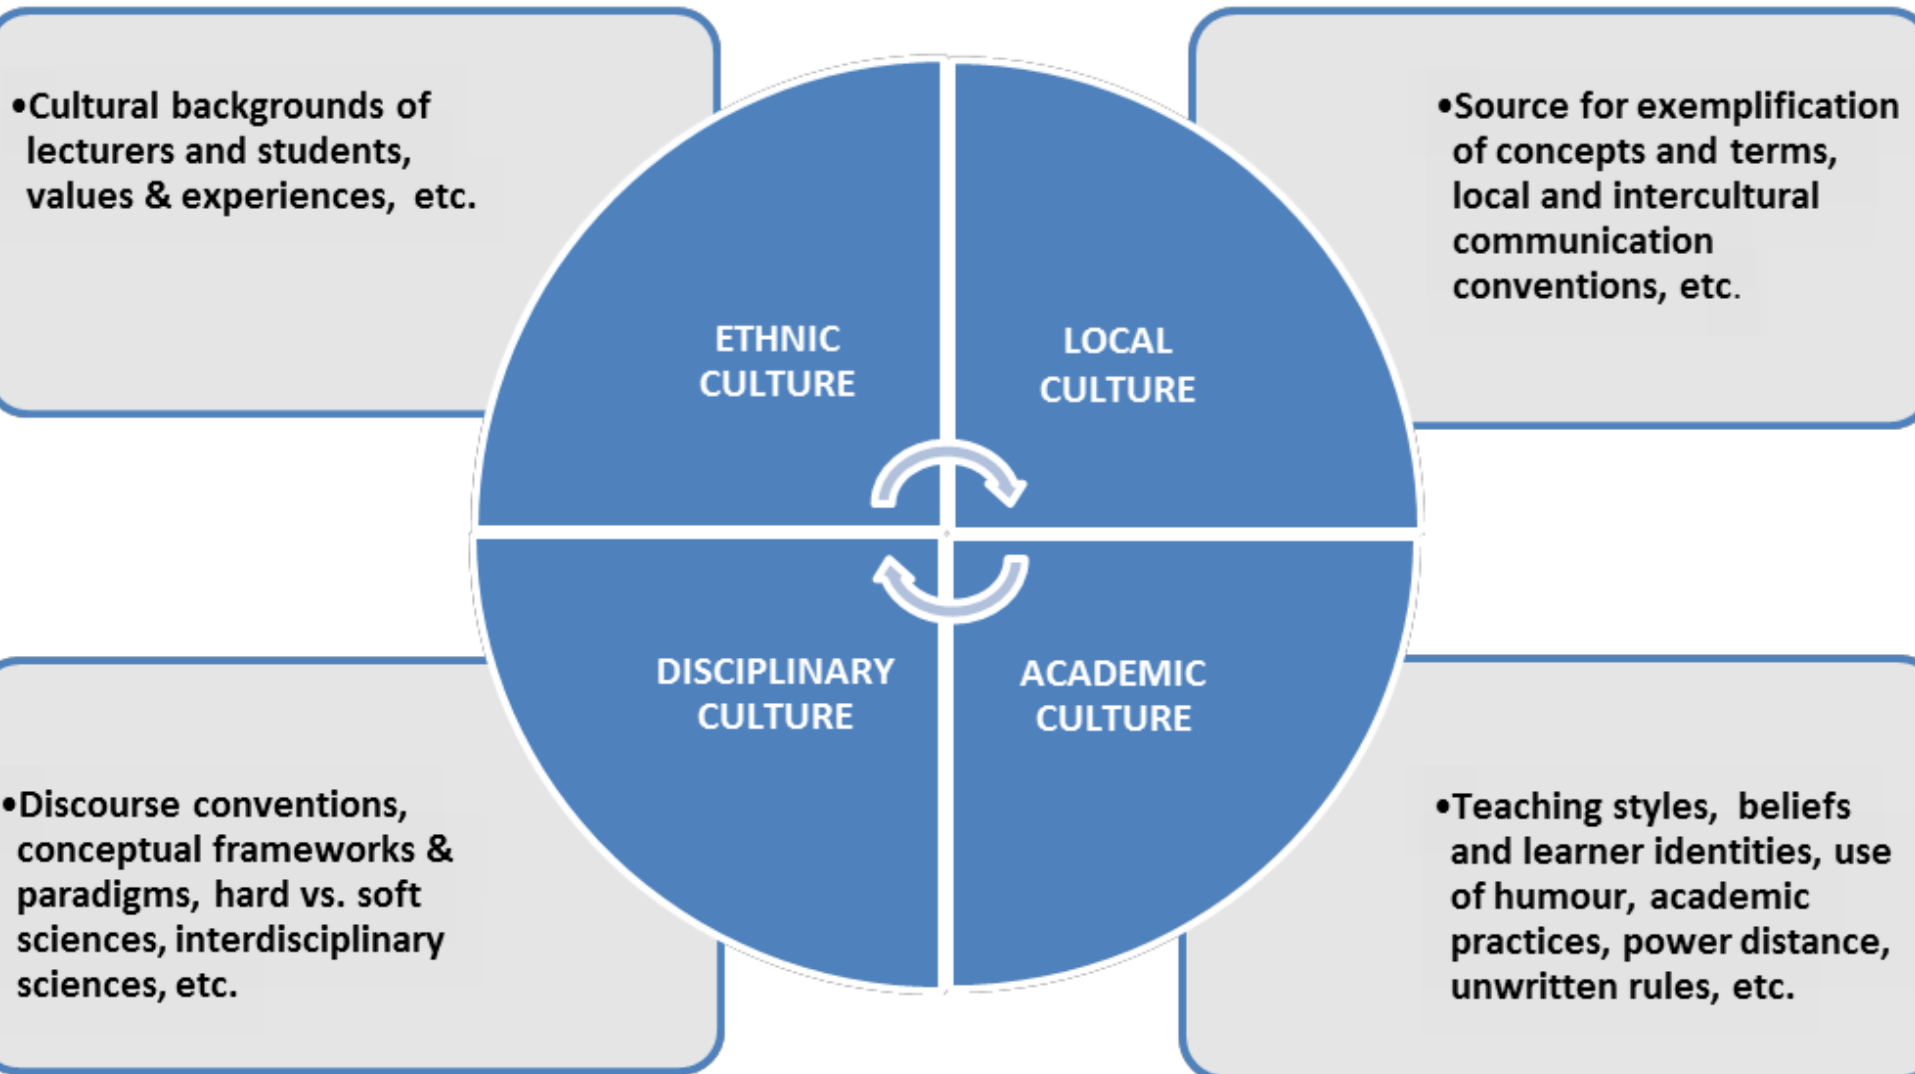 •Cultural backgrounds of
lecturers and students,
values & experiences, etc.
•Source for exemplification
of concepts and terms,
local and intercultural
communication
conventions, etc.
ETHNIC
CULTURE
LOCAL
CULTURE
DISCIPLINARY
CULTURE
ACADEMIC
CULTURE
•Discourse conventions,
conceptual frameworks &
paradigms, hard vs. soft
sciences, interdisciplinary
sciences, etc.
•Teaching styles, beliefs
and learner identities, use
of humour, academic
practices, power distance,
unwritten rules, etc.